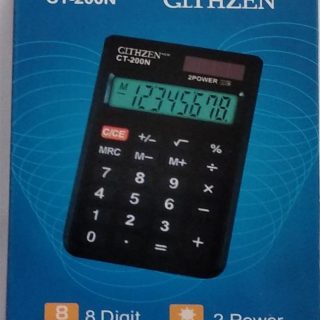 CT-200N CITHZEN
CITHZEN
CT-200N
2POWER
M
-12345678.
C/CE +/- √ %
MRC M- M+ ÷
7 8 9 ×
4 5 6 -
1 2 3
0 . = +
8 8 Digit 2 Power